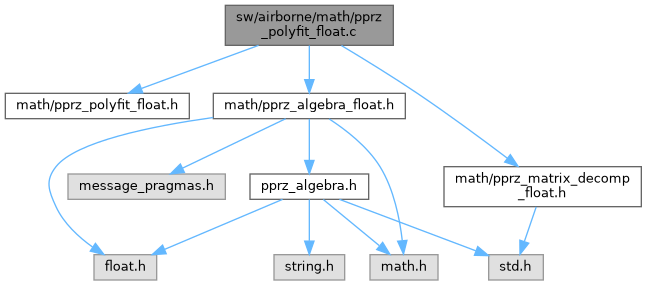 sw/airborne/math/pprz
_polyfit_float.c
math/pprz_polyfit_float.h
math/pprz_algebra_float.h
message_pragmas.h
pprz_algebra.h
math/pprz_matrix_decomp
_float.h
float.h
string.h
math.h
std.h